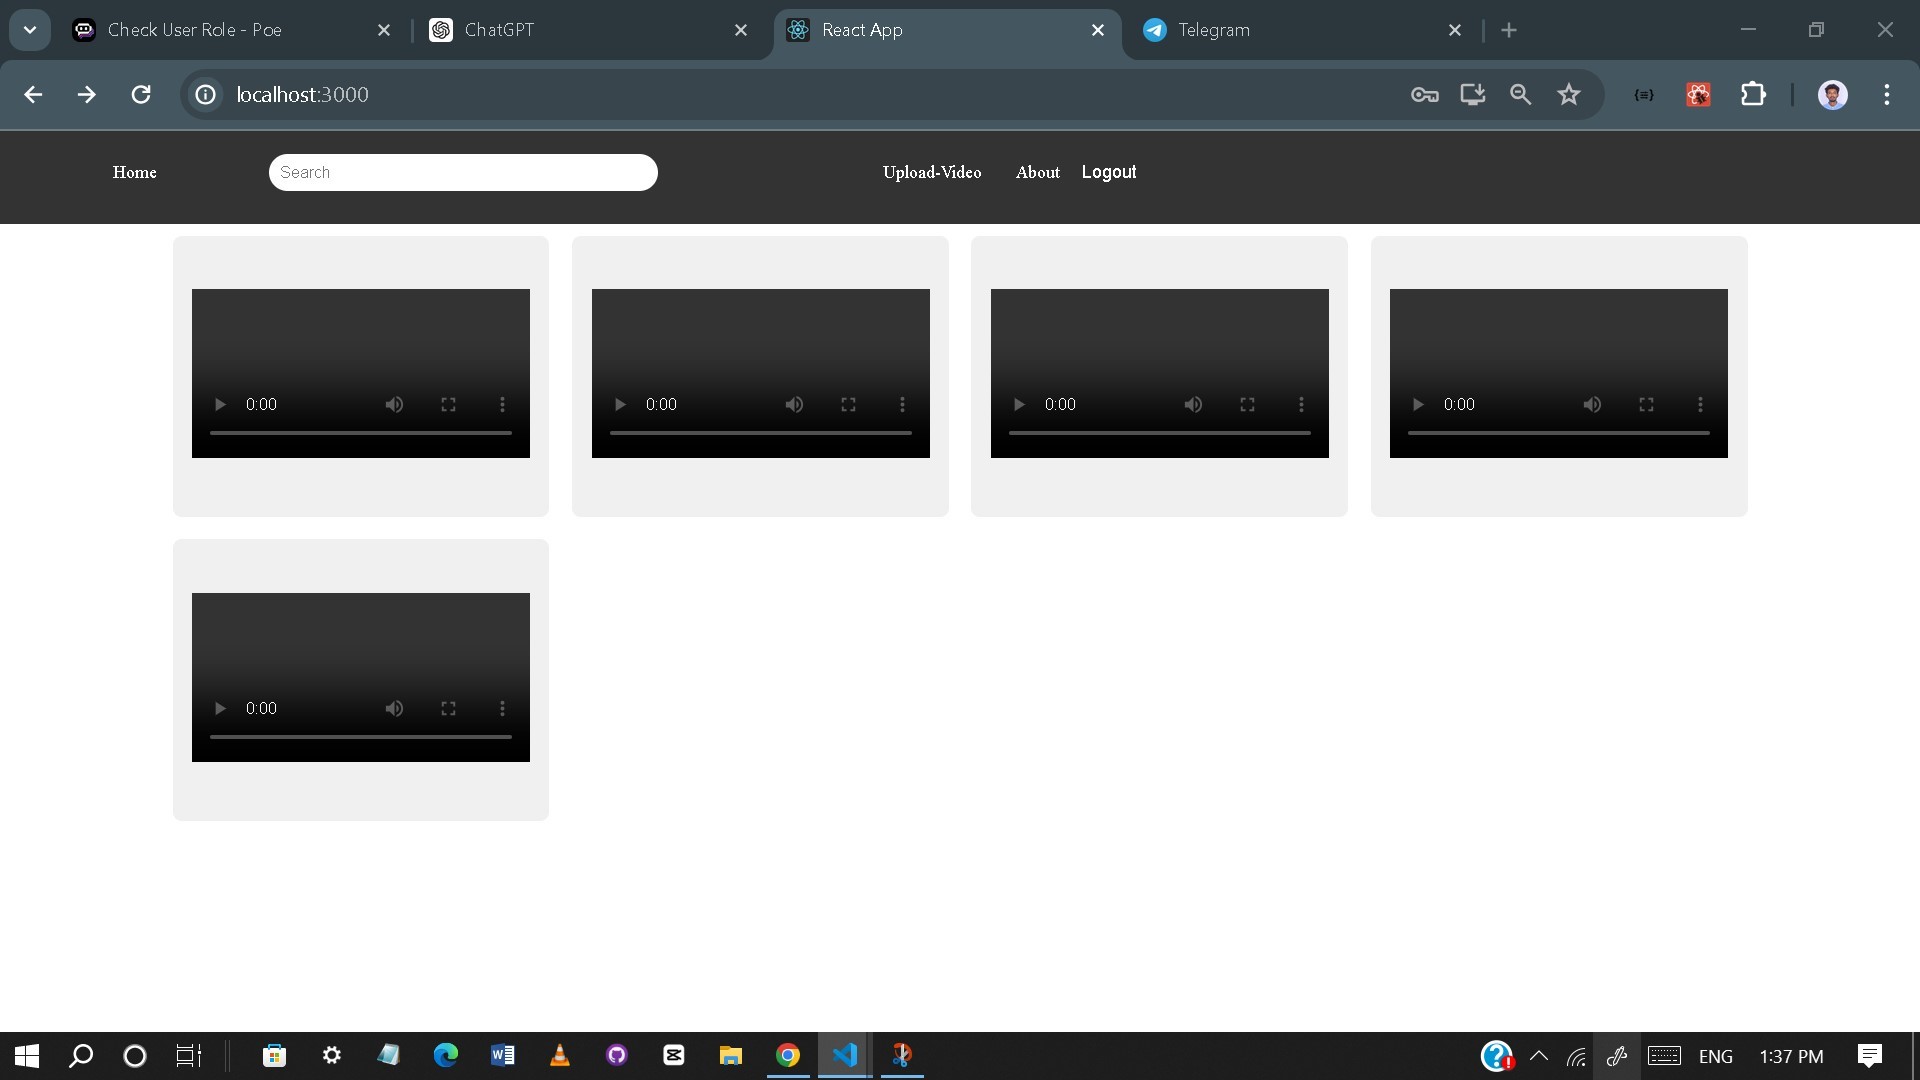 Check User Role - Poe
ChatGPT
React App
Telegram
localhost:3000
Home
Search
Upload-Video
About
Logout
0:00
0:00
0:00
0:00
0:00
ENG
1:37 PM